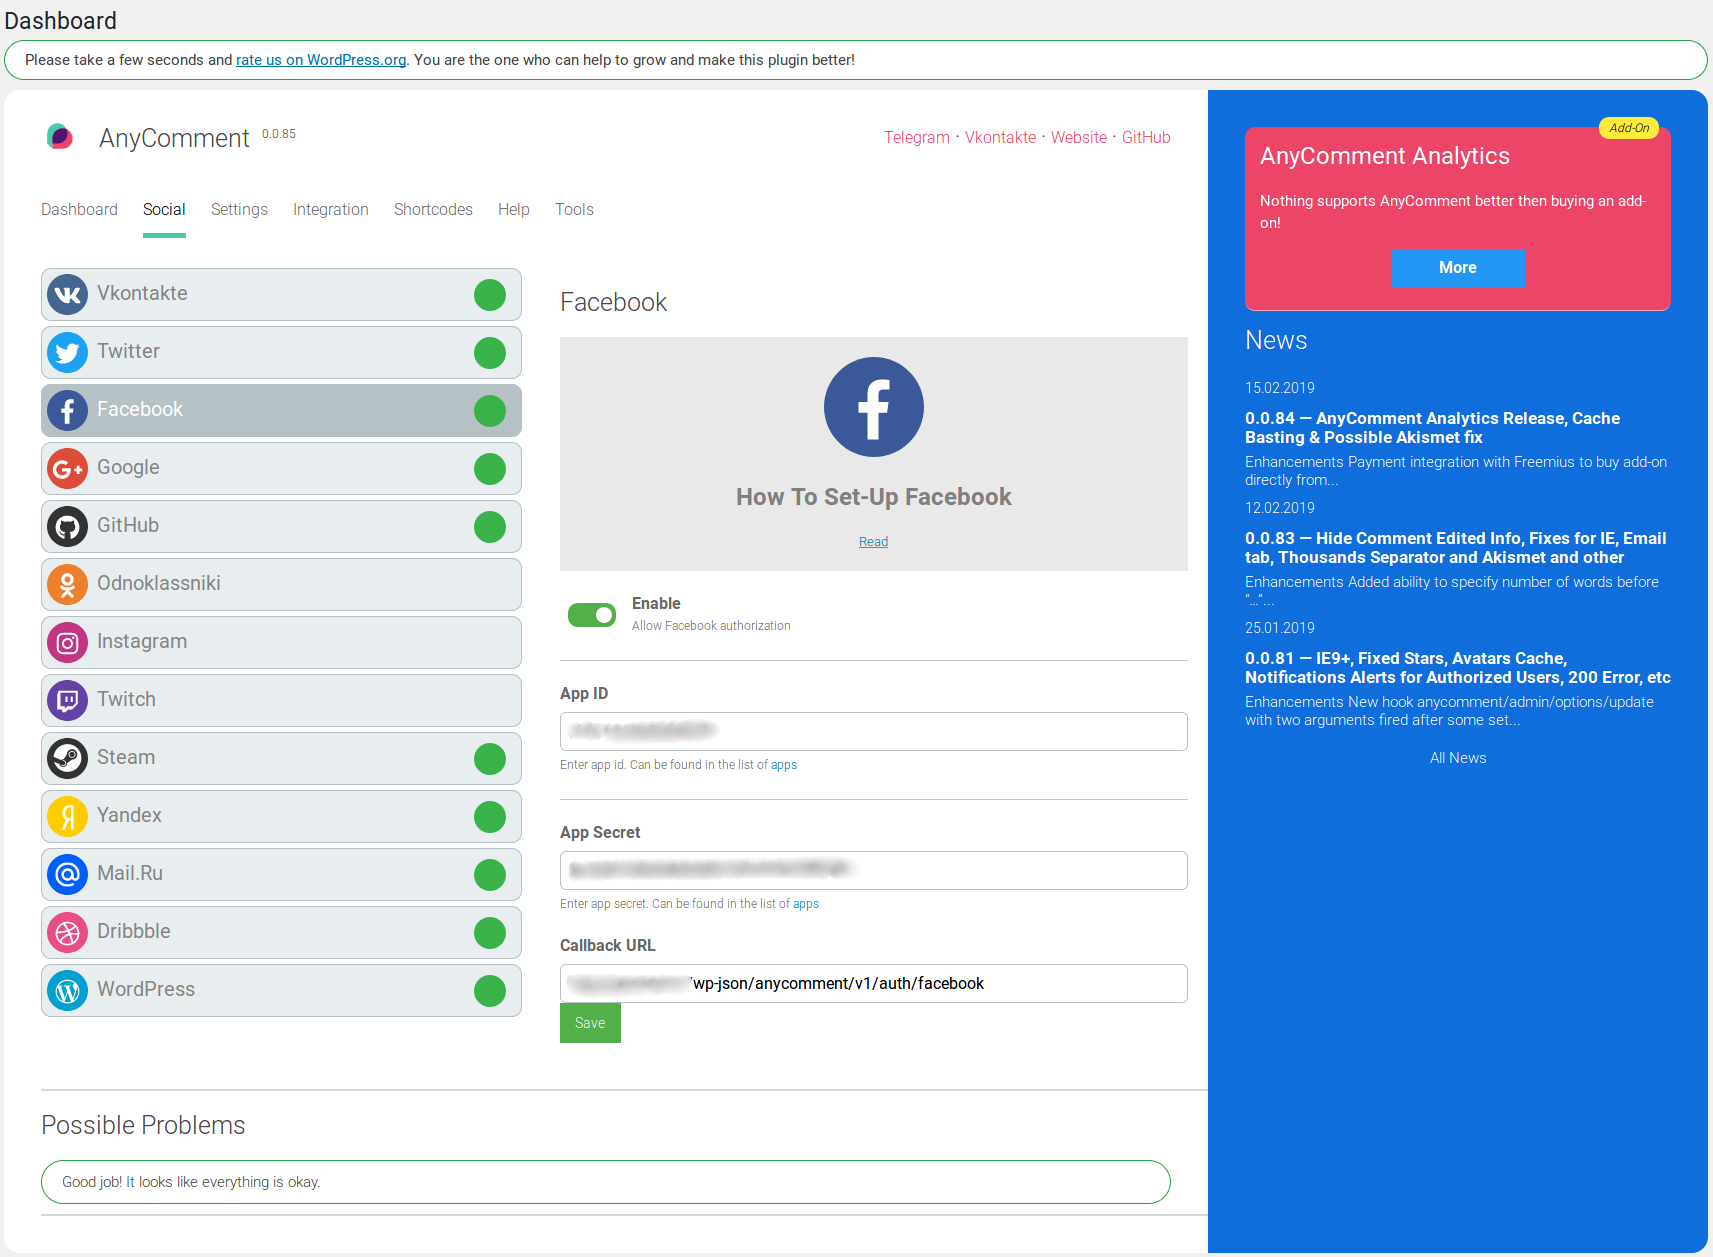 Dashboard
Please take a few seconds and rate us on WordPress.org. You are the one who can help to grow and make this plugin better!
AnyComment 0.0.85
Telegram · Vkontakte · Website · GitHub
Dashboard Social Settings Integration Shortcodes Help Tools
Vkontakte
Twitter
Facebook
Google
GitHub
Odnoklassniki
Instagram
Twitch
Steam
Yandex
Mail.Ru
Dribbble
WordPress
Facebook
How To Set-Up Facebook
Read
Enable
Allow Facebook authorization
App ID
Enter app id. Can be found in the list of apps
App Secret
Enter app secret. Can be found in the list of apps
Callback URL
/wp-json/anycomment/v1/auth/facebook
Save
Possible Problems
Good job! It looks like everything is okay.
Add-On
AnyComment Analytics
Nothing supports AnyComment better then buying an add-
on!
More
News
15.02.2019
0.0.84 — AnyComment Analytics Release, Cache
Basting & Possible Akismet fix
Enhancements Payment integration with Freemius to buy add-on
directly from...
12.02.2019
0.0.83 — Hide Comment Edited Info, Fixes for IE, Email
tab, Thousands Separator and Akismet and other
Enhancements Added ability to specify number of words before
“...”...
25.01.2019
0.0.81 — IE9+, Fixed Stars, Avatars Cache,
Notifications Alerts for Authorized Users, 200 Error, etc
Enhancements New hook anycomment/admin/options/update
with two arguments fired after some set...
All News